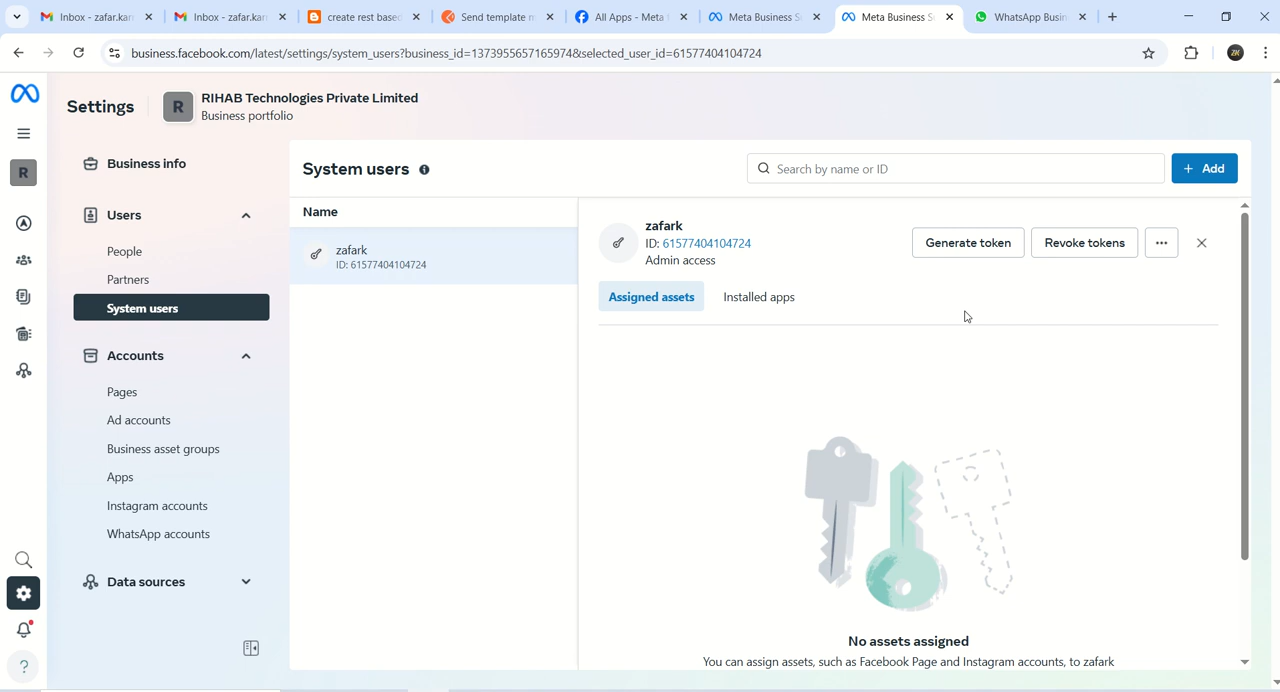 Inbox - zafar.kar
Inbox - zafar.kan
create rest base
Send template m
All Apps - Meta
Meta Business S
Meta Business S
WhatsApp Busin
business.facebook.com/latest/settings/system_users?business_id=1373955657165974&selected_user_id=61577404104724
ZK
Settings
R
RIHAB Technologies Private Limited
Business portfolio
R
Business info
Users
People
Partners
System users
Accounts
Pages
Ad accounts
Business asset groups
Apps
Instagram accounts
WhatsApp accounts
Data sources
?
System users
Search by name or ID
+ Add
Name
zafark
ID: 61577404104724
zafark
ID: 61577404104724
Admin access
Generate token
Revoke tokens
Assigned assets
Installed apps
No assets assigned
You can assign assets, such as Facebook Page and Instagram accounts, to zafark